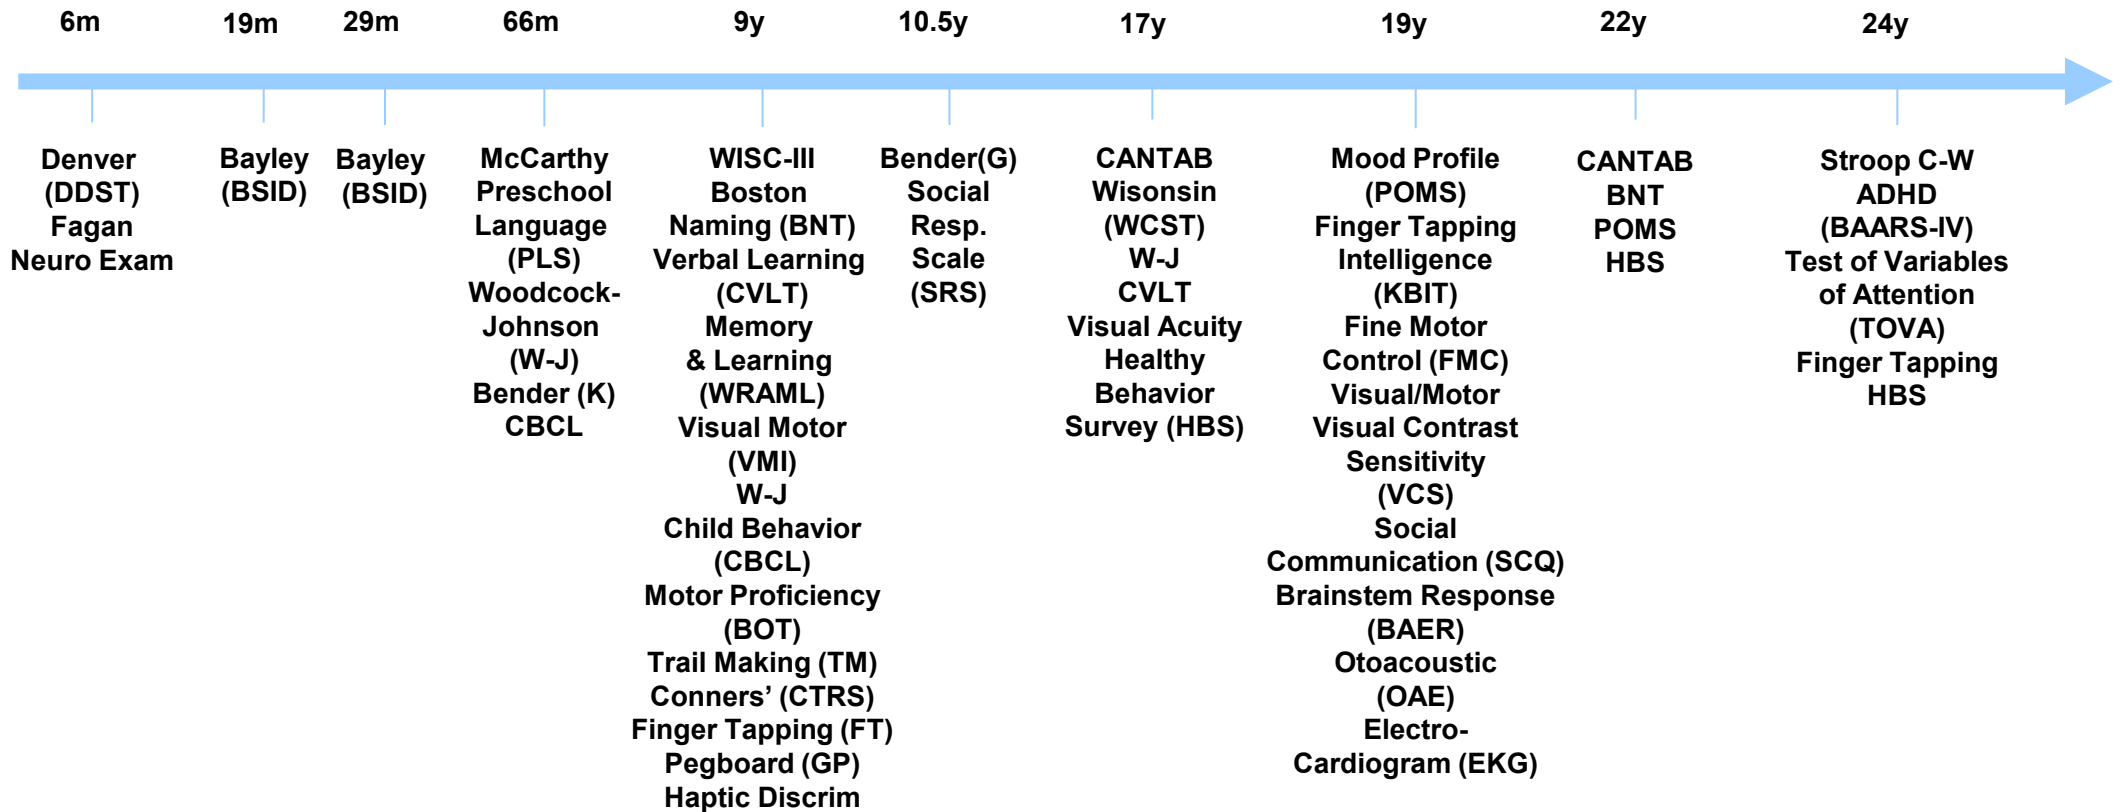 6m
19m
29m
66m
9y
10.5y
17y
19y
22y
24y
Denver
(DDST)
Fagan
Neuro Exam
Bayley
(BSID)
Bayley
(BSID)
McCarthy
Preschool
Language
(PLS)
Woodcock-
Johnson
(W-J)
Bender (K)
CBCL
WISC-III
Boston
Naming (BNT)
Verbal Learning
(CVLT)
Memory
& Learning
(WRAML)
Visual Motor
(VMI)
W-J
Child Behavior
(CBCL)
Motor Proficiency
(BOT)
Trail Making (TM)
Conners’ (CTRS)
Finger Tapping (FT)
Pegboard (GP)
Haptic Discrim
Bender(G)
Social
Resp.
Scale
(SRS)
CANTAB
Wisonsin
(WCST)
W-J
CVLT
Visual Acuity
Healthy
Behavior
Survey (HBS)
Mood Profile
(POMS)
Finger Tapping
Intelligence
(KBIT)
Fine Motor
Control (FMC)
Visual/Motor
Visual Contrast
Sensitivity
(VCS)
Social
Communication (SCQ)
Brainstem Response
(BAER)
Otoacoustic
(OAE)
Electro-
Cardiogram (EKG)
CANTAB
BNT
POMS
HBS
Stroop C-W
ADHD
(BAARS-IV)
Test of Variables
of Attention
(TOVA)
Finger Tapping
HBS